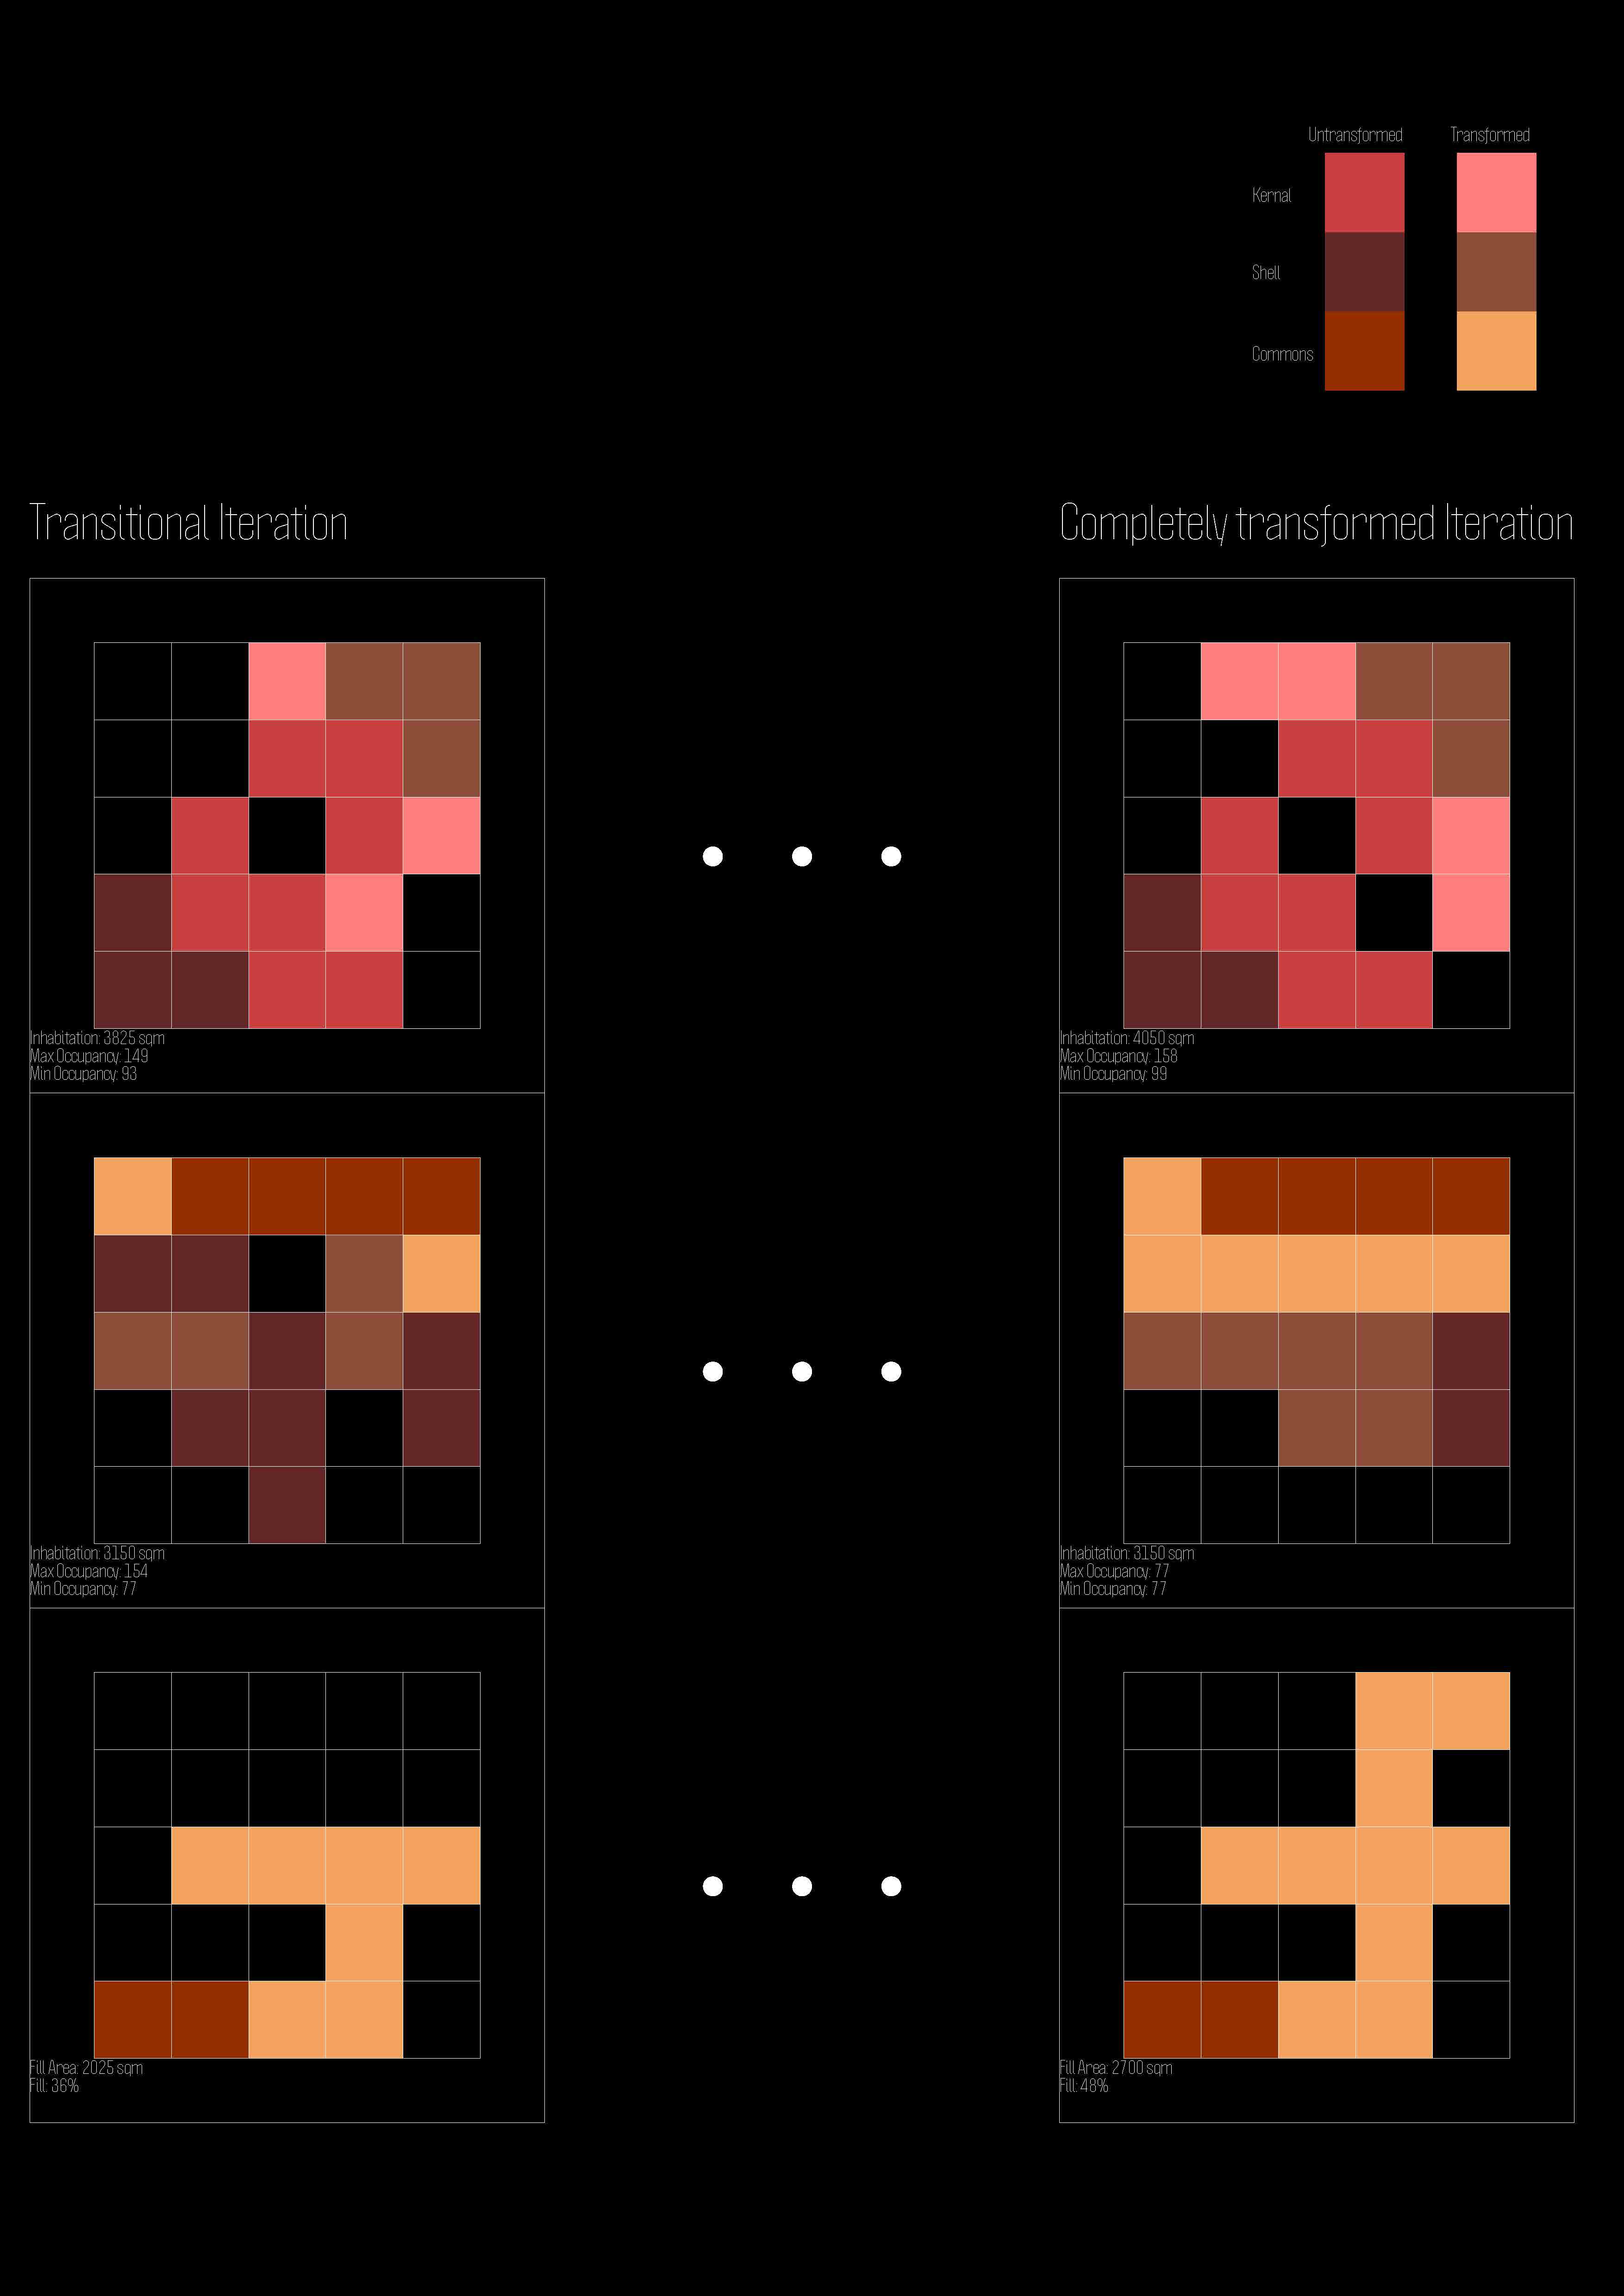 Untransformed Transformed
Kernal
Shell
Commons
Transitional Iteration
Completely transformed Iteration
Inhabitation: 3825 sqm
Max Occupancy: 149
Min Occupancy: 93
Inhabitation: 4050 sqm
Max Occupancy: 158
Min Occupancy: 99
Inhabitation: 3150 sqm
Max Occupancy: 154
Min Occupancy: 77
Inhabitation: 3150 sqm
Max Occupancy: 77
Min Occupancy: 77
Fill Area: 2025 sqm
Fill: 36%
Fill Area: 2700 sqm
Fill: 48%